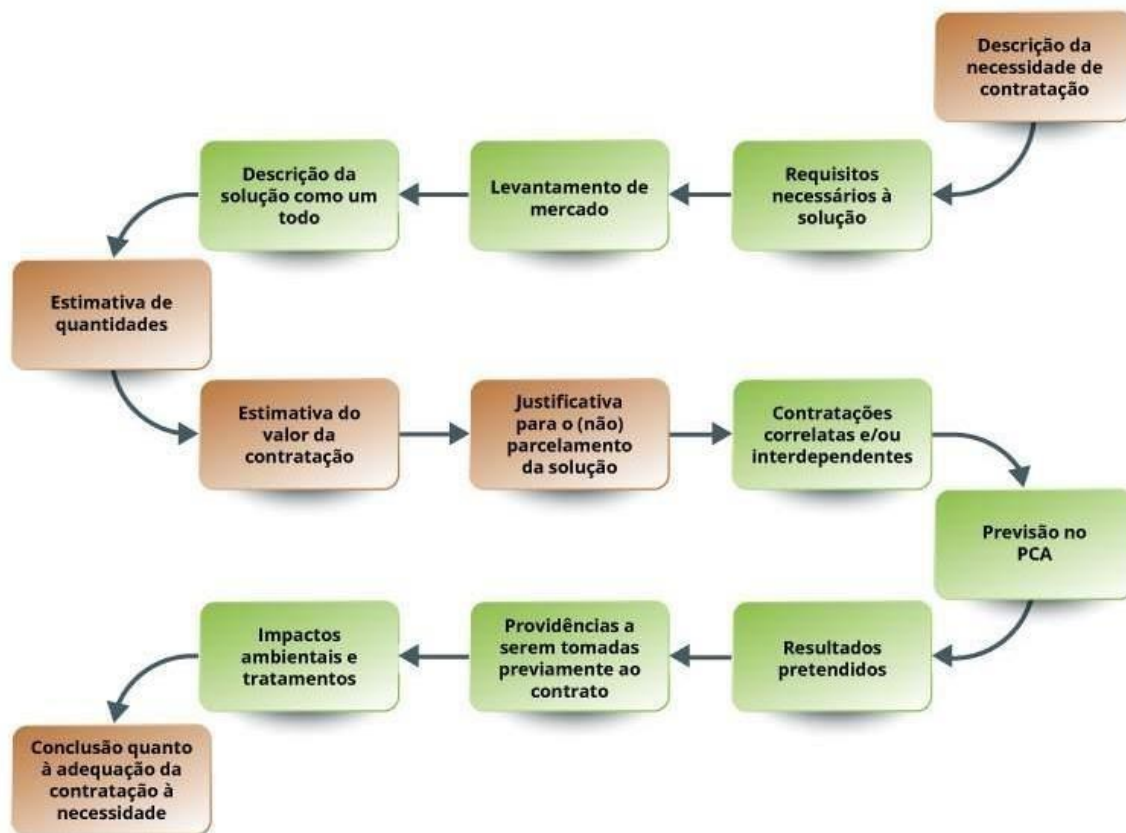 Descrição da
necessidade de
contratação
Requisitos
necessários à
solução
Levantamento de
mercado
Descrição da
solução como um
todo
Estimativa de
quantidades
Estimativa do
valor da
contratação
Justificativa
para o (não)
parcelamento
da solução
Contratações
correlatas e/ou
interdependentes
Previsão no
PCA
Resultados
pretendidos
Providências a
serem tomadas
previamente ao
contrato
Impactos
ambientais e
tratamentos
Conclusão quanto
à adequação da
contratação à
necessidade